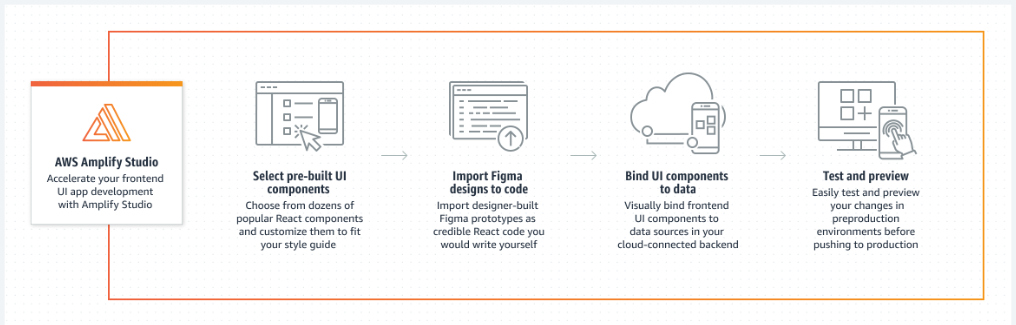 AWS Amplify Studio
Accelerate your frontend
UI app development
with Amplify Studio
Select pre-built UI
components
Choose from dozens of
popular React components
and customize them to fit
your style guide
Import Figma
designs to code
Import designer-built
Figma prototypes as
credible React code you
would write yourself
Bind UI components
to data
Visually bind frontend
UI components to
data sources in your
cloud-connected backend
Test and preview
Easily test and preview
your changes in
preproduction
environments before
pushing to production